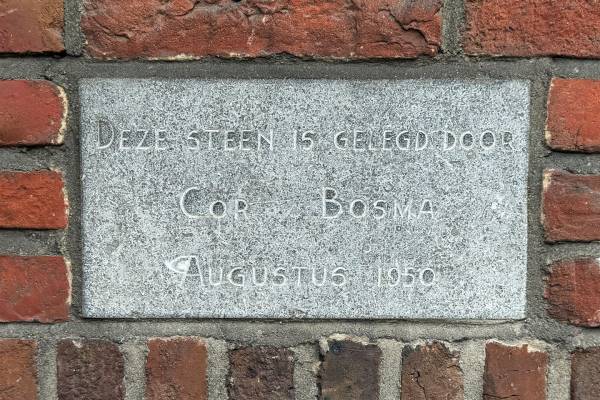 Deze steen is gelegd door
Cor Bosma
Augustus 1950